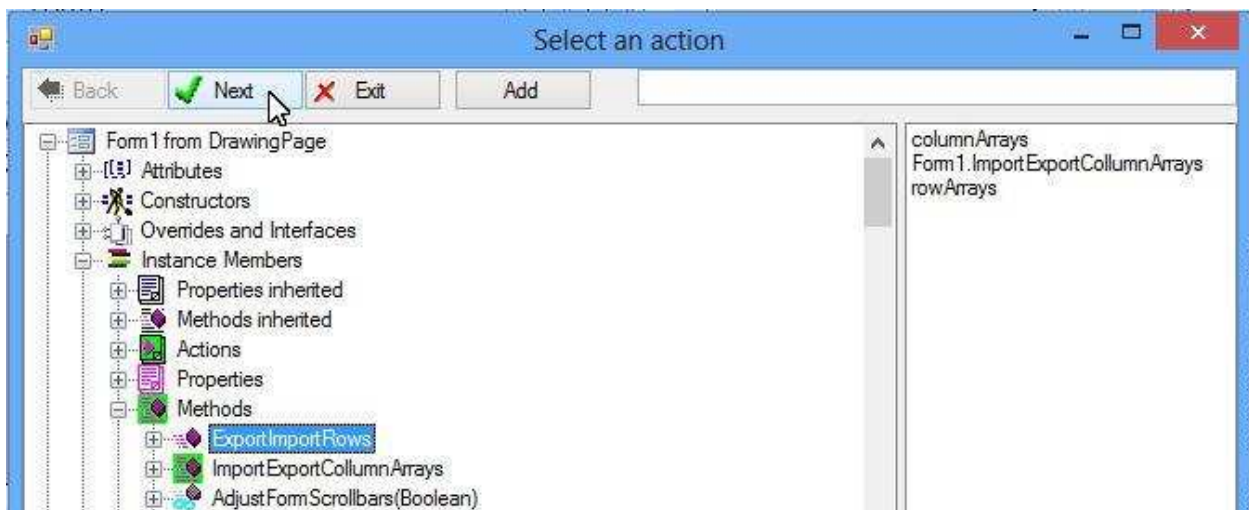 Select an action
Back Next Exit Add
Form1 from DrawingPage
Attributes
Constructors
Overrides and Interfaces
Instance Members
Properties inherited
Methods inherited
Actions
Properties
Methods
ExportImportRows
ImportExportCollumnArrays
AdjustFormScrollbars(Boolean)
columnArrays
Form1.ImportExportCollumnArrays
rowArrays